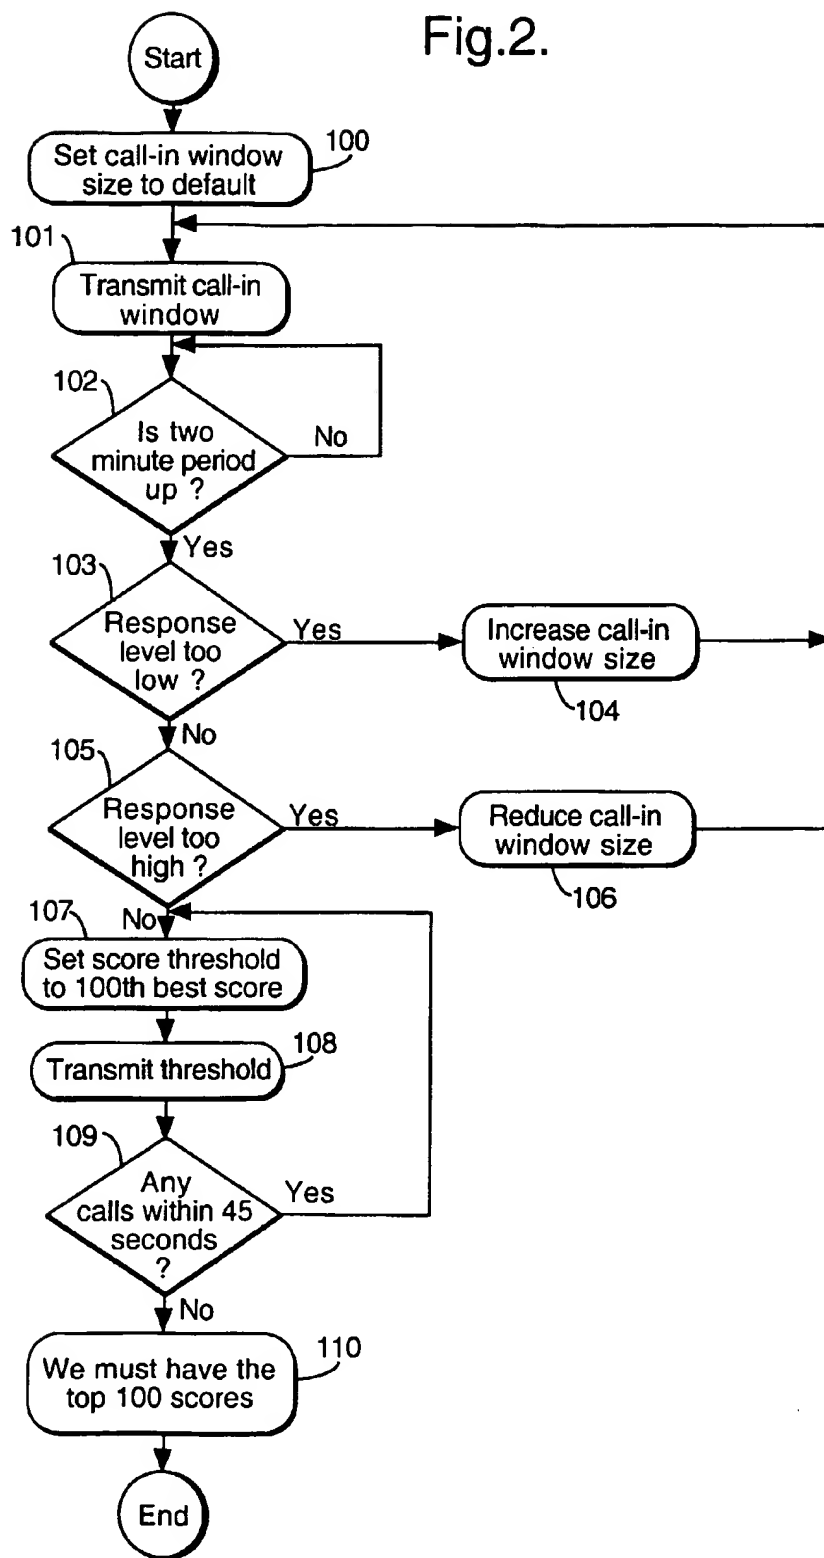 Fig.2.
Start
Set call-in window
size to default
100
101
Transmit call-in
window
102
Is two
minute period
up ?
No
Yes
103
Response
level too
low ?
Yes
Increase call-in
window size
104
No
105
Response
level too
high ?
Yes
Reduce call-in
window size
106
No
107
Set score threshold
to 100th best score
Transmit threshold
108
109
Any
calls within 45
seconds
?
Yes
No
We must have the
top 100 scores
110
End